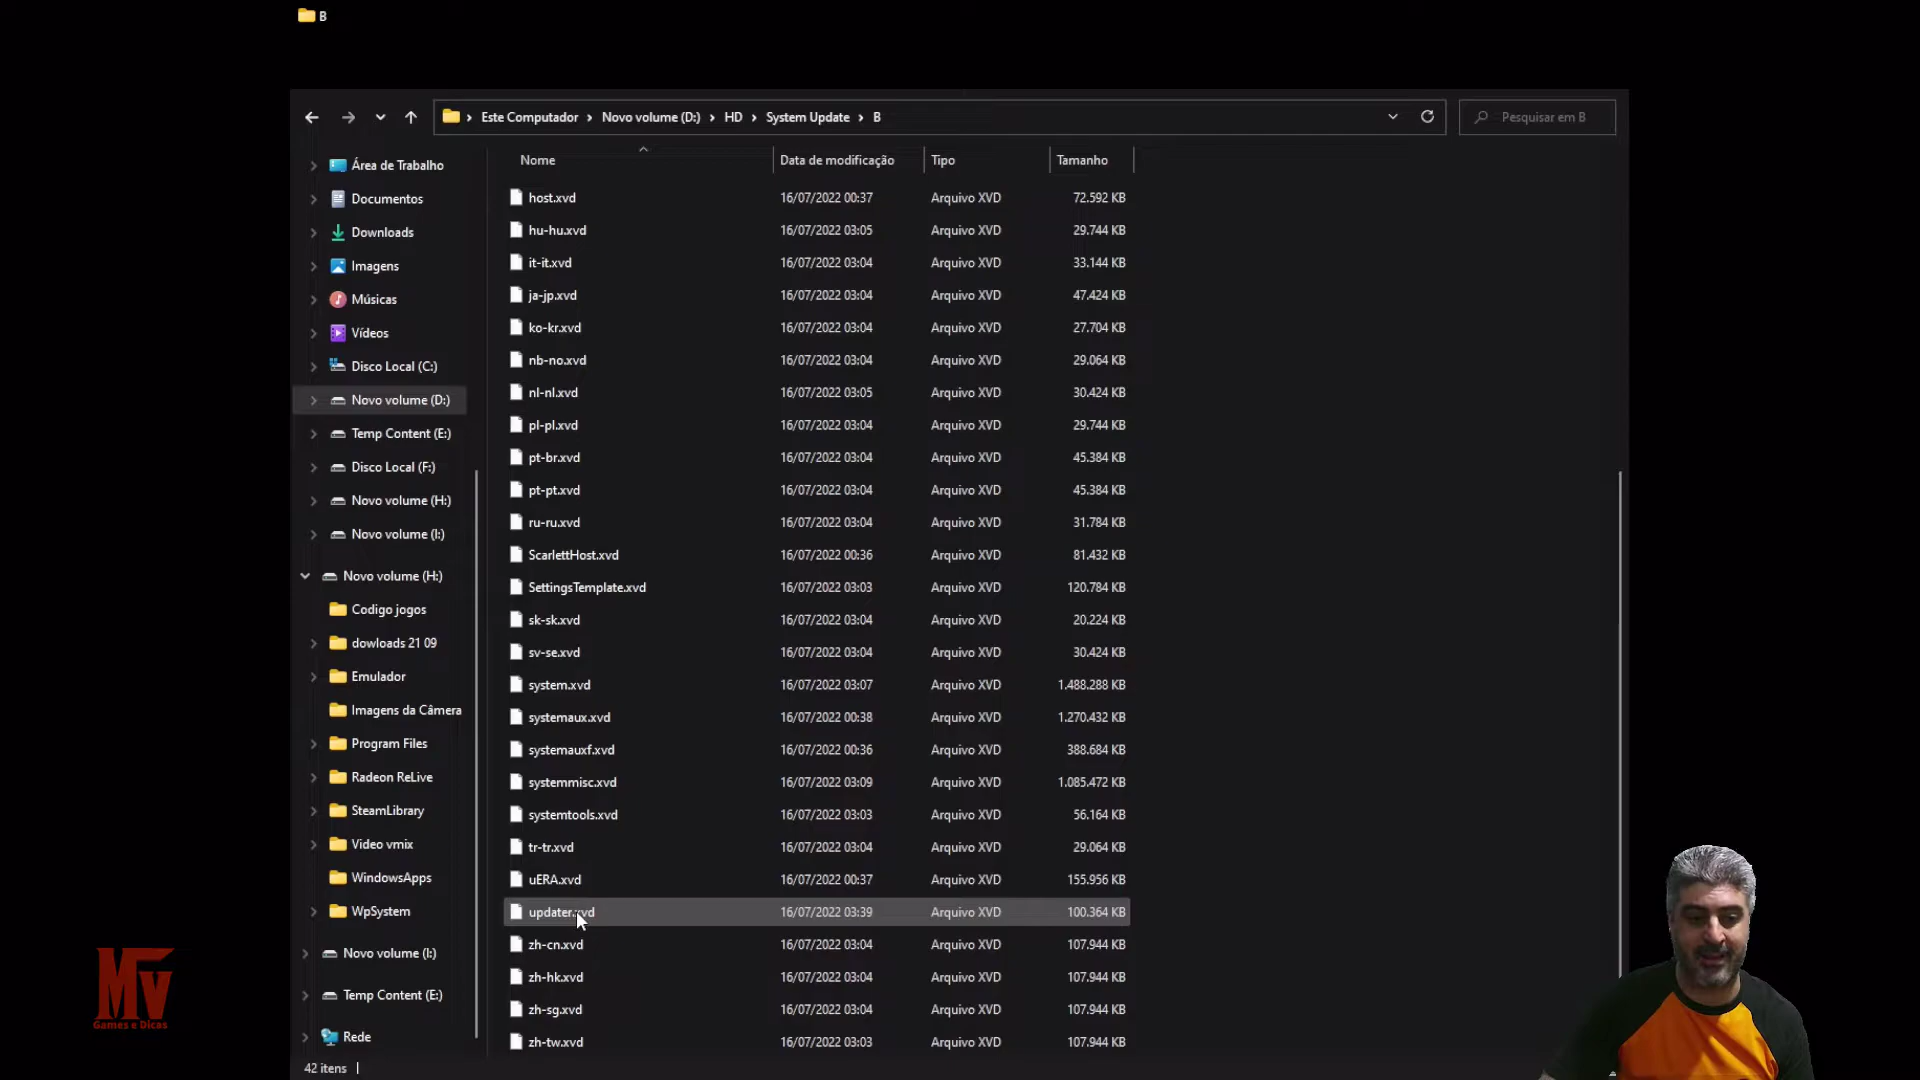 B
Este Computador > Novo volume (D:) > HD > System Update > B
Pesquisar em B
Nome Data de modificação Tipo Tamanho
Área de Trabalho
Documentos
Downloads
Imagens
Músicas
Vídeos
Disco Local (C:)
Novo volume (D:)
Temp Content (E:)
Disco Local (F:)
Novo volume (H:)
Novo volume (I:)
Novo volume (H:)
Codigo jogos
dowloads 21 09
Emulador
Imagens da Câmera
Program Files
Radeon ReLive
SteamLibrary
Video vmix
WindowsApps
WpSystem
Novo volume (I:)
Temp Content (E:)
Rede
host.xvd 16/07/2022 00:37 Arquivo XVD 72.592 KB
hu-hu.xvd 16/07/2022 03:05 Arquivo XVD 29.744 KB
it-it.xvd 16/07/2022 03:04 Arquivo XVD 33.144 KB
ja-jp.xvd 16/07/2022 03:04 Arquivo XVD 47.424 KB
ko-kr.xvd 16/07/2022 03:04 Arquivo XVD 27.704 KB
nb-no.xvd 16/07/2022 03:04 Arquivo XVD 29.064 KB
nl-nl.xvd 16/07/2022 03:05 Arquivo XVD 30.424 KB
pl-pl.xvd 16/07/2022 03:04 Arquivo XVD 29.744 KB
pt-br.xvd 16/07/2022 03:04 Arquivo XVD 45.384 KB
pt-pt.xvd 16/07/2022 03:04 Arquivo XVD 45.384 KB
ru-ru.xvd 16/07/2022 03:04 Arquivo XVD 31.784 KB
ScarlettHost.xvd 16/07/2022 00:36 Arquivo XVD 81.432 KB
SettingsTemplate.xvd 16/07/2022 03:03 Arquivo XVD 120.784 KB
sk-sk.xvd 16/07/2022 03:04 Arquivo XVD 20.224 KB
sv-se.xvd 16/07/2022 03:04 Arquivo XVD 30.424 KB
system.xvd 16/07/2022 03:07 Arquivo XVD 1.488.288 KB
systemaux.xvd 16/07/2022 00:38 Arquivo XVD 1.270.432 KB
systemauxf.xvd 16/07/2022 00:36 Arquivo XVD 388.684 KB
systemmisc.xvd 16/07/2022 03:09 Arquivo XVD 1.085.472 KB
systemtools.xvd 16/07/2022 03:03 Arquivo XVD 56.164 KB
tr-tr.xvd 16/07/2022 03:04 Arquivo XVD 29.064 KB
uERA.xvd 16/07/2022 00:37 Arquivo XVD 155.956 KB
updater.xvd 16/07/2022 03:39 Arquivo XVD 100.364 KB
zh-cn.xvd 16/07/2022 03:04 Arquivo XVD 107.944 KB
zh-hk.xvd 16/07/2022 03:04 Arquivo XVD 107.944 KB
zh-sg.xvd 16/07/2022 03:04 Arquivo XVD 107.944 KB
zh-tw.xvd 16/07/2022 03:03 Arquivo XVD 107.944 KB
42 itens
MV
Games e Dicas